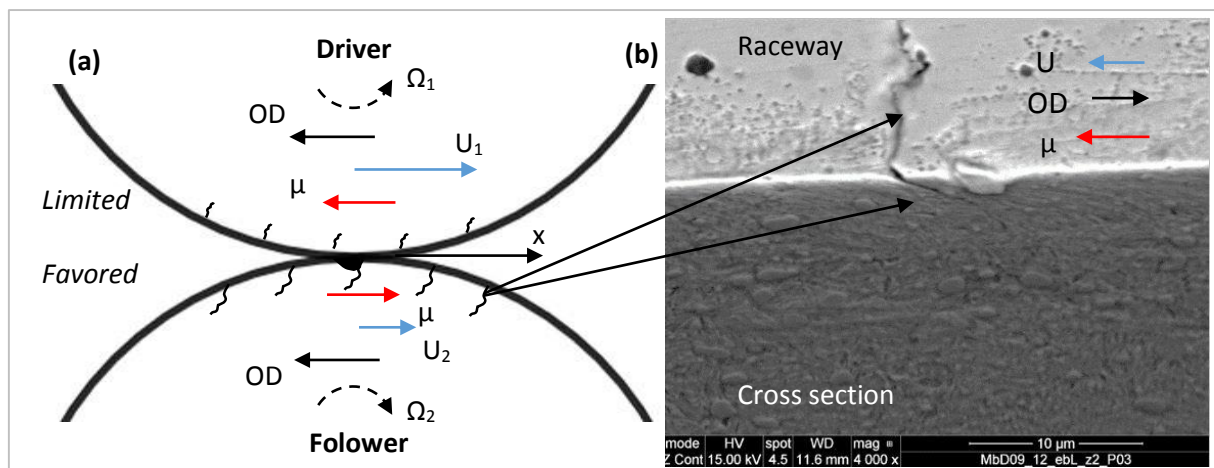 (a)
Driver
Ω₁
OD
U₁
μ
Limited
x
Favored
μ
U₂
OD
Ω₂
Folower
(b)
Raceway
U
OD
μ
Cross section
mode HV spot WD mag
Z Cont 15.00 kV 4.5 11.6 mm 4 000 x
10 µm
MbD09_12_ebL_z2_P03